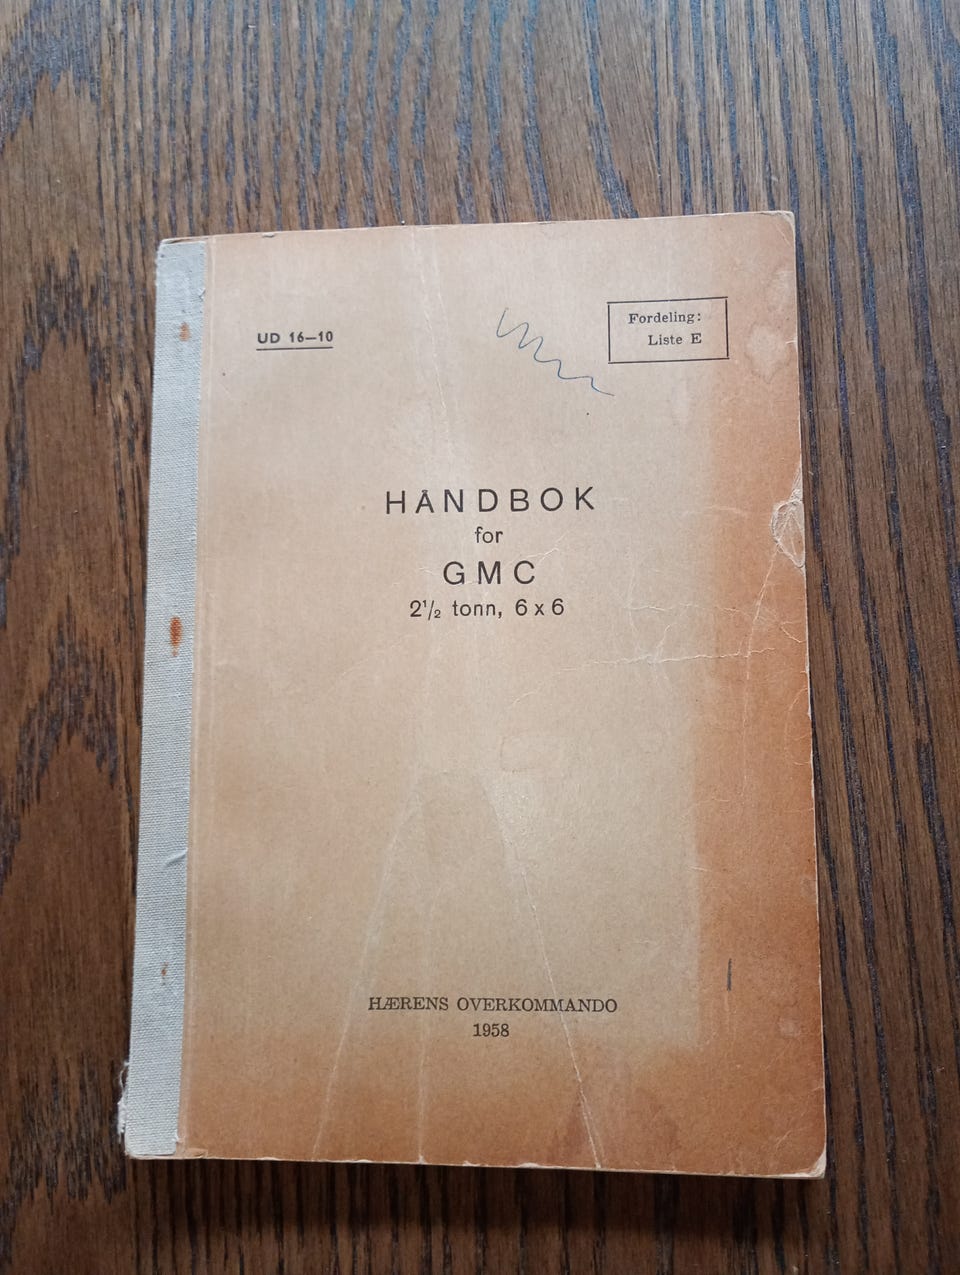 UD 16—10
Fordeling:
Liste E
HÅNDBOK
for
GMC
2¹/₂ tonn, 6 x 6
HÆRENS OVERKOMMANDO
1958